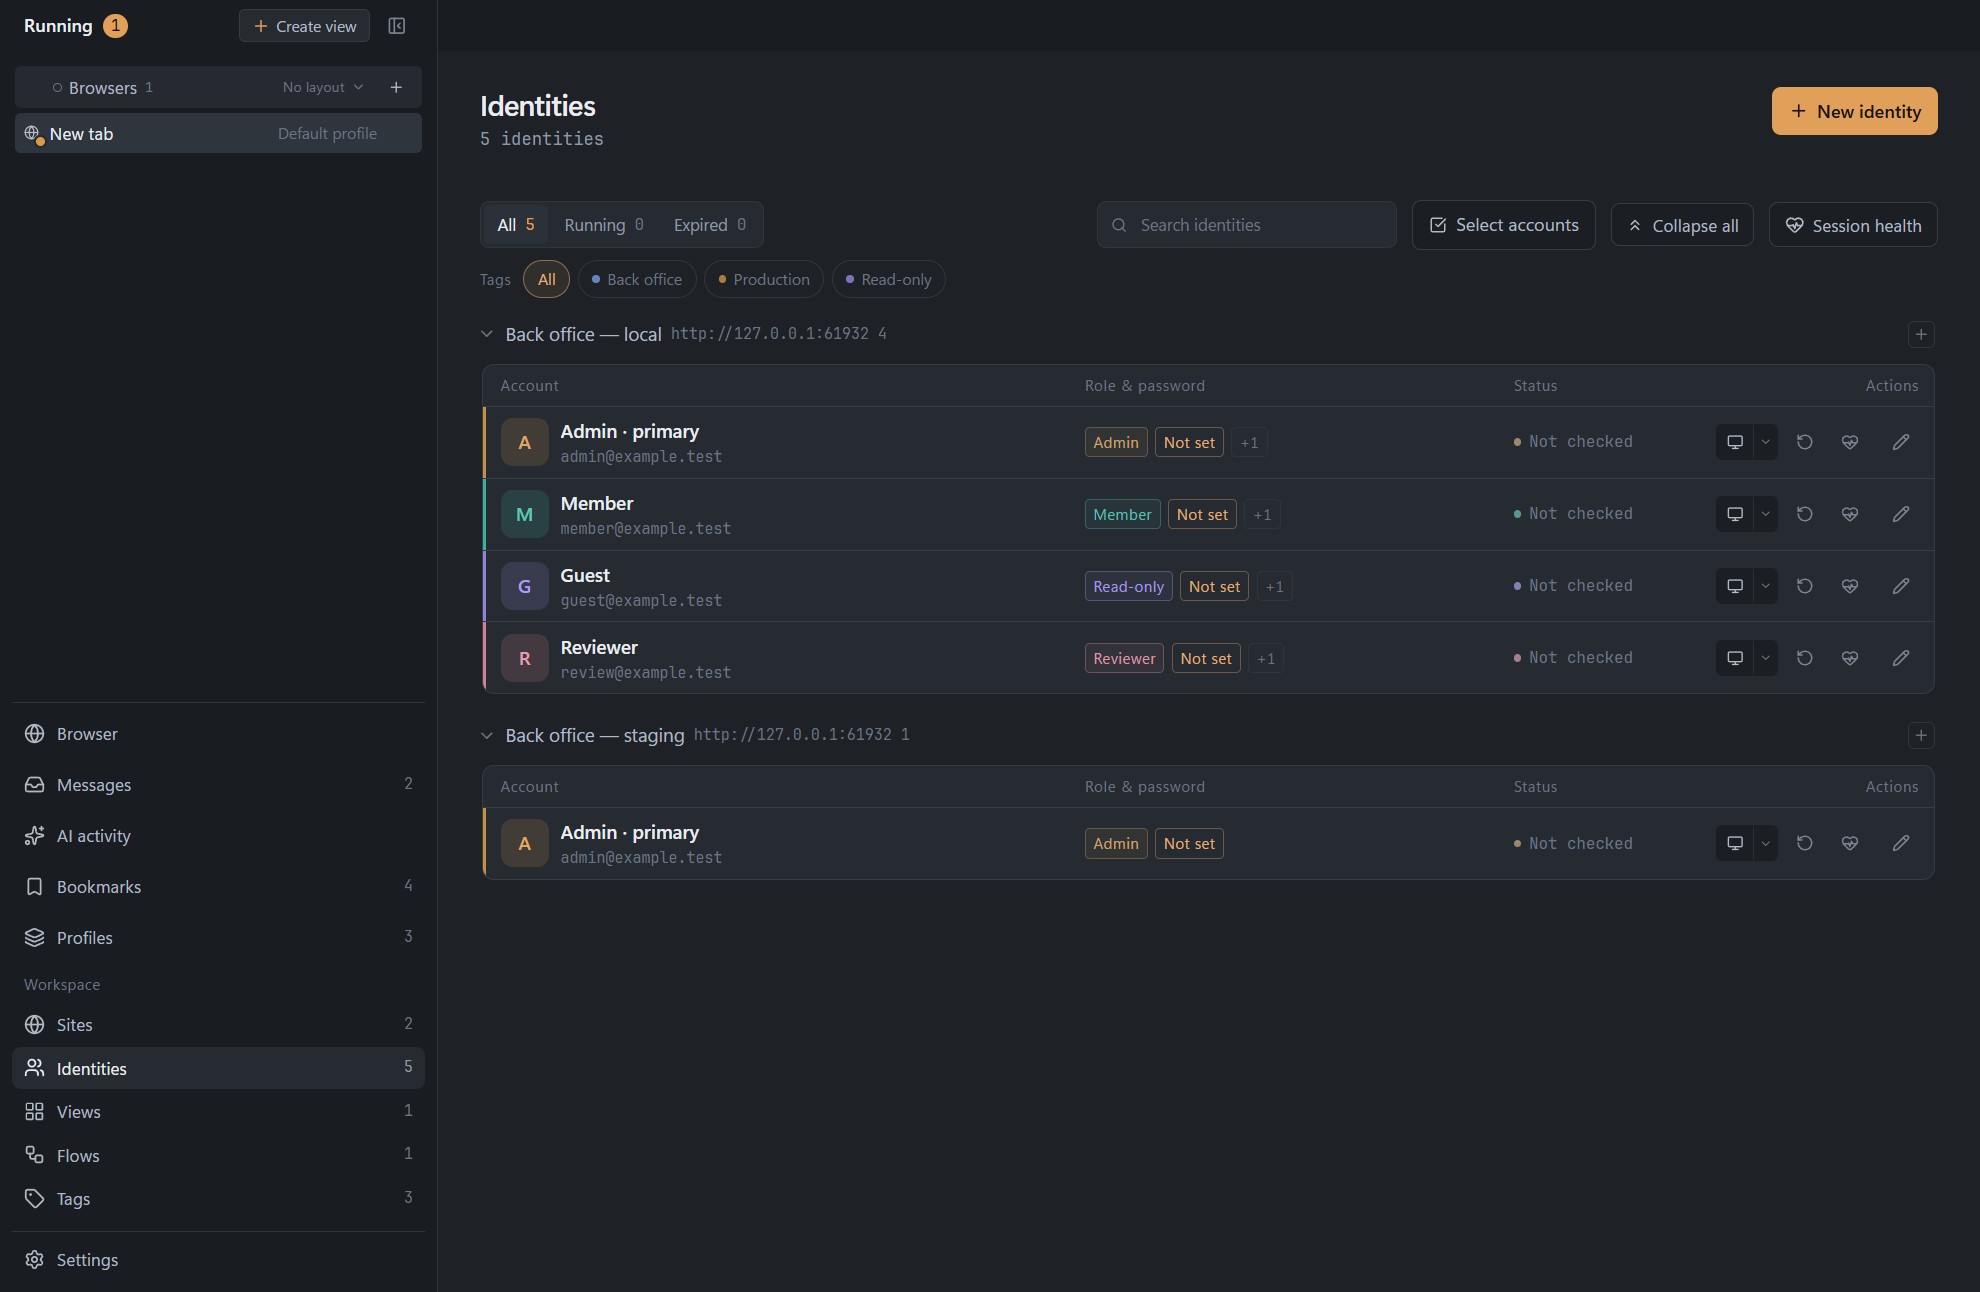 Running 1
Create view
Browsers 1
No layout
New tab
Default profile
Browser
Messages 2
AI activity
Bookmarks 4
Profiles 3
Workspace
Sites 2
Identities 5
Views 1
Flows 1
Tags 3
Settings
Identities
5 identities
New identity
All 5 Running 0 Expired 0
Search identities
Select accounts
Collapse all
Session health
Tags All Back office Production Read-only
Back office — local http://127.0.0.1:61932 4
Account Role & password Status Actions
A Admin · primary
admin@example.test
Admin Not set +1
Not checked
M Member
member@example.test
Member Not set +1
Not checked
G Guest
guest@example.test
Read-only Not set +1
Not checked
R Reviewer
review@example.test
Reviewer Not set +1
Not checked
Back office — staging http://127.0.0.1:61932 1
Account Role & password Status Actions
A Admin · primary
admin@example.test
Admin Not set
Not checked